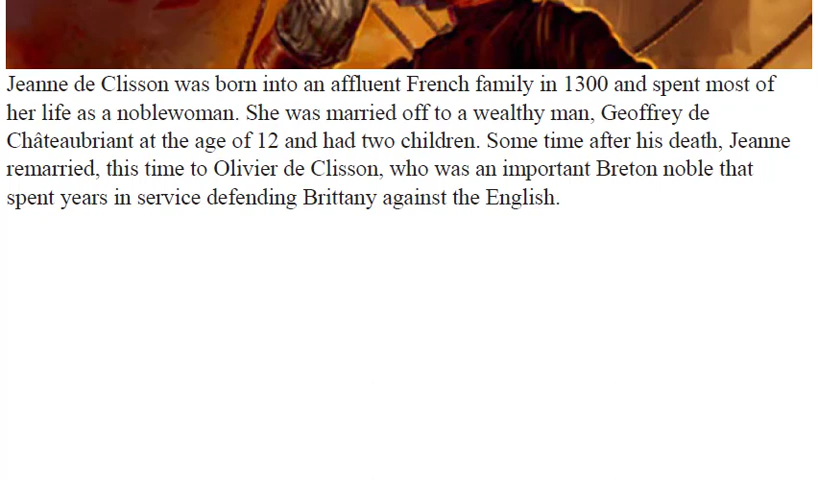 Jeanne de Clisson was born into an affluent French family in 1300 and spent most of
her life as a noblewoman. She was married off to a wealthy man, Geoffrey de
Châteaubriant at the age of 12 and had two children. Some time after his death, Jeanne
remarried, this time to Olivier de Clisson, who was an important Breton noble that
spent years in service defending Brittany against the English.